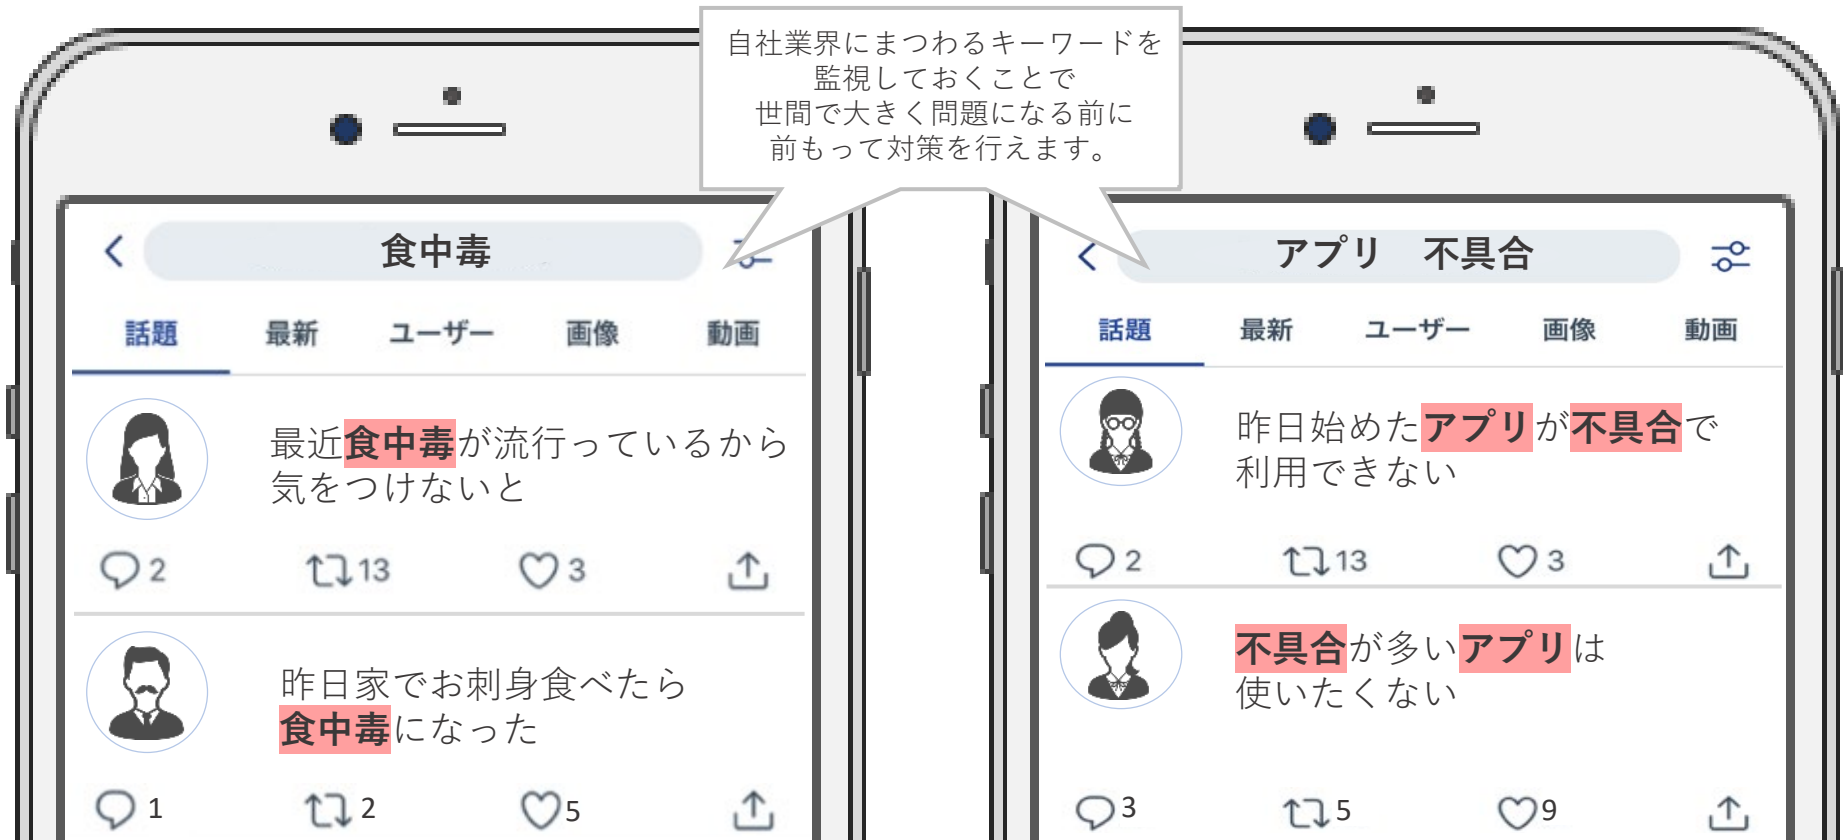 自社業界にまつわるキーワードを
監視しておくことで
世間で大きく問題になる前に
前もって対策を行えます。
食中毒
話題 最新 ユーザー 画像 動画
最近食中毒が流行っているから
気をつけないと
2 13 3
昨日家でお刺身食べたら
食中毒になった
1 2 5
アプリ 不具合
話題 最新 ユーザー 画像 動画
昨日始めたアプリが不具合で
利用できない
2 13 3
不具合が多いアプリは
使いたくない
3 5 9